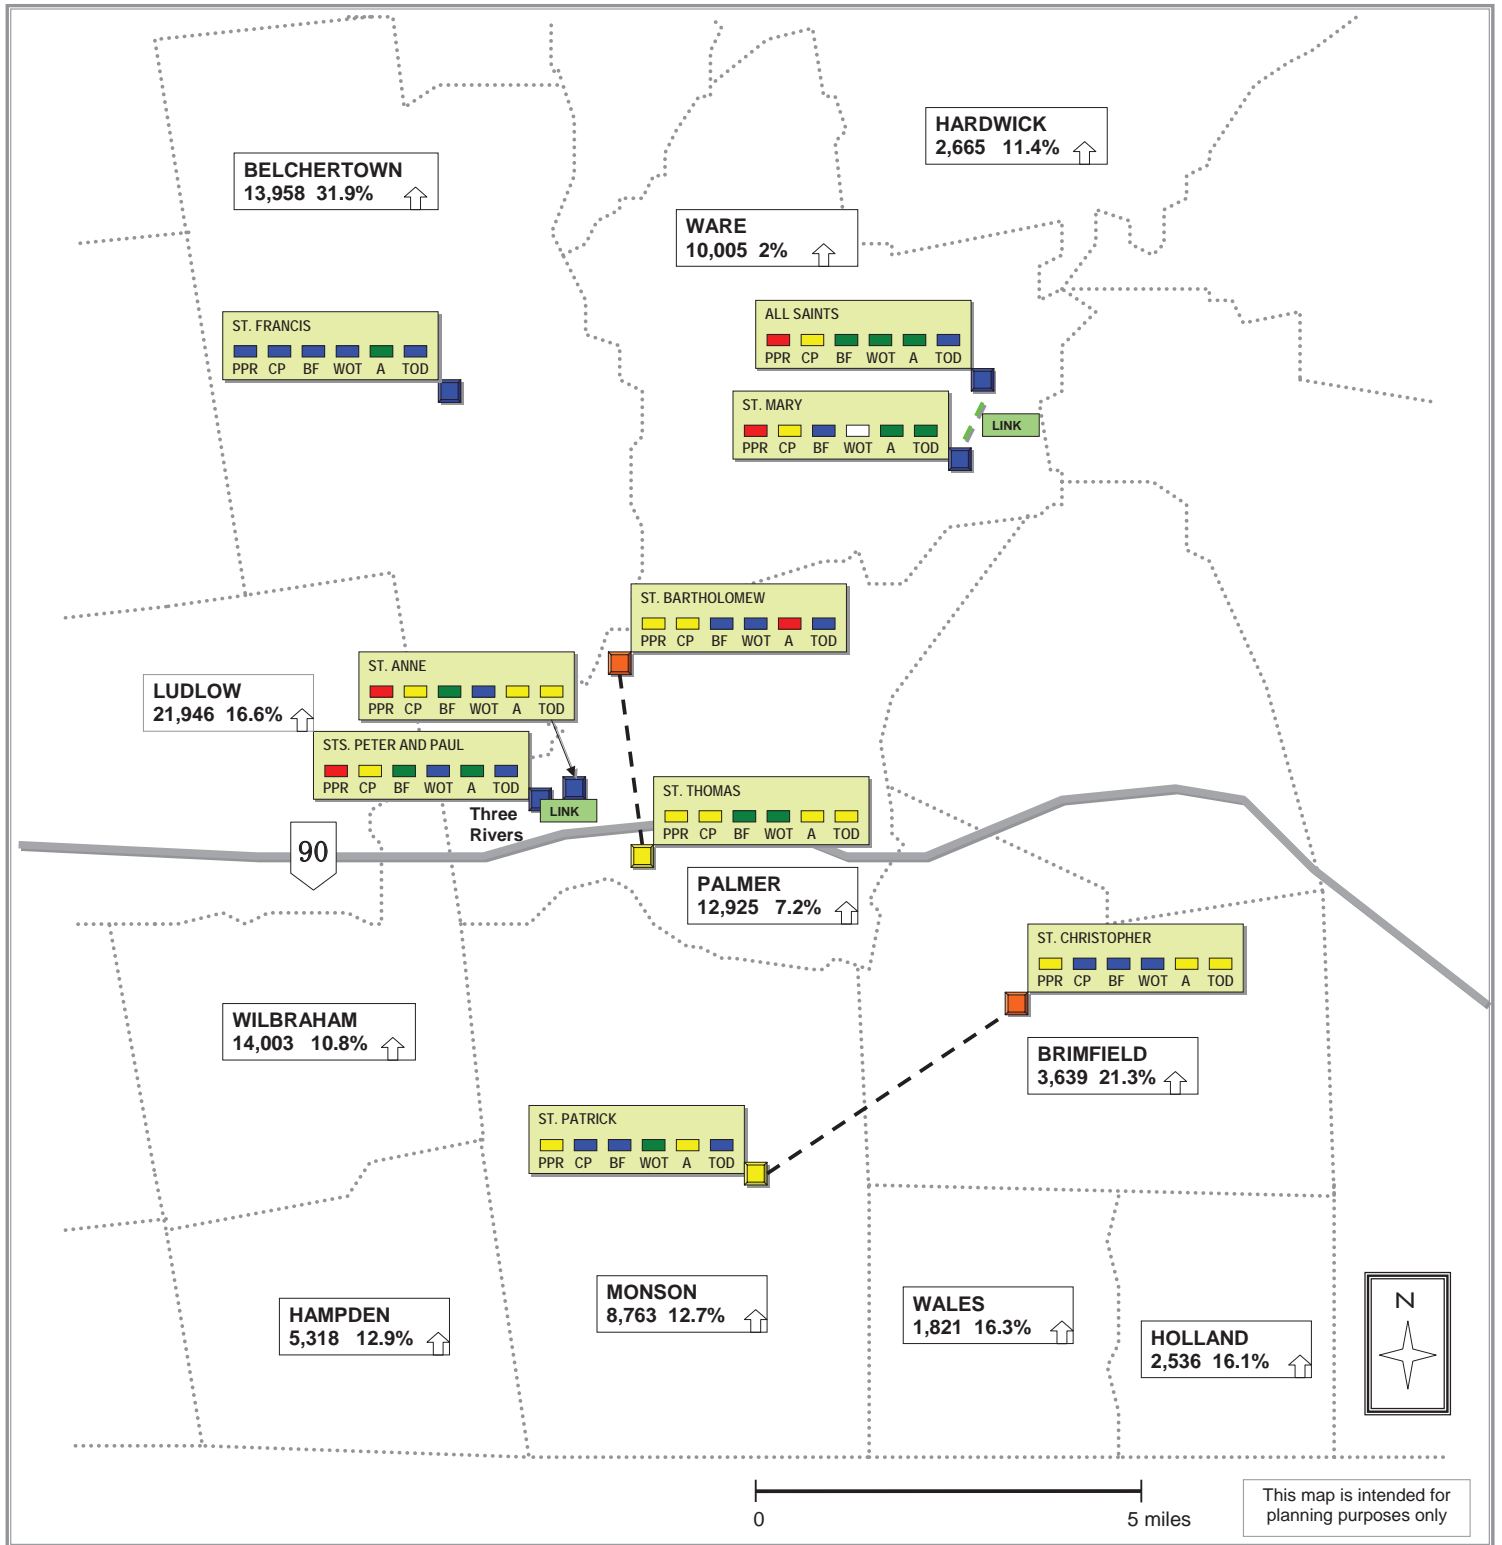 HARDWICK
2,665 11.4%
BELCHERTOWN
13,958 31.9%
WARE
10,005 2%
ST. FRANCIS
PPR CP BF WOT A TOD
ALL SAINTS
PPR CP BF WOT A TOD
ST. MARY
PPR CP BF WOT A TOD
LINK
ST. BARTHOLOMEW
PPR CP BF WOT A TOD
ST. ANNE
PPR CP BF WOT A TOD
LUDLOW
21,946 16.6%
STS. PETER AND PAUL
PPR CP BF WOT A TOD
Three
Rivers
LINK
ST. THOMAS
PPR CP BF WOT A TOD
90
PALMER
12,925 7.2%
ST. CHRISTOPHER
PPR CP BF WOT A TOD
WILBRAHAM
14,003 10.8%
BRIMFIELD
3,639 21.3%
ST. PATRICK
PPR CP BF WOT A TOD
HAMPDEN
5,318 12.9%
MONSON
8,763 12.7%
WALES
1,821 16.3%
HOLLAND
2,536 16.1%
N
0 5 miles
This map is intended for
planning purposes only